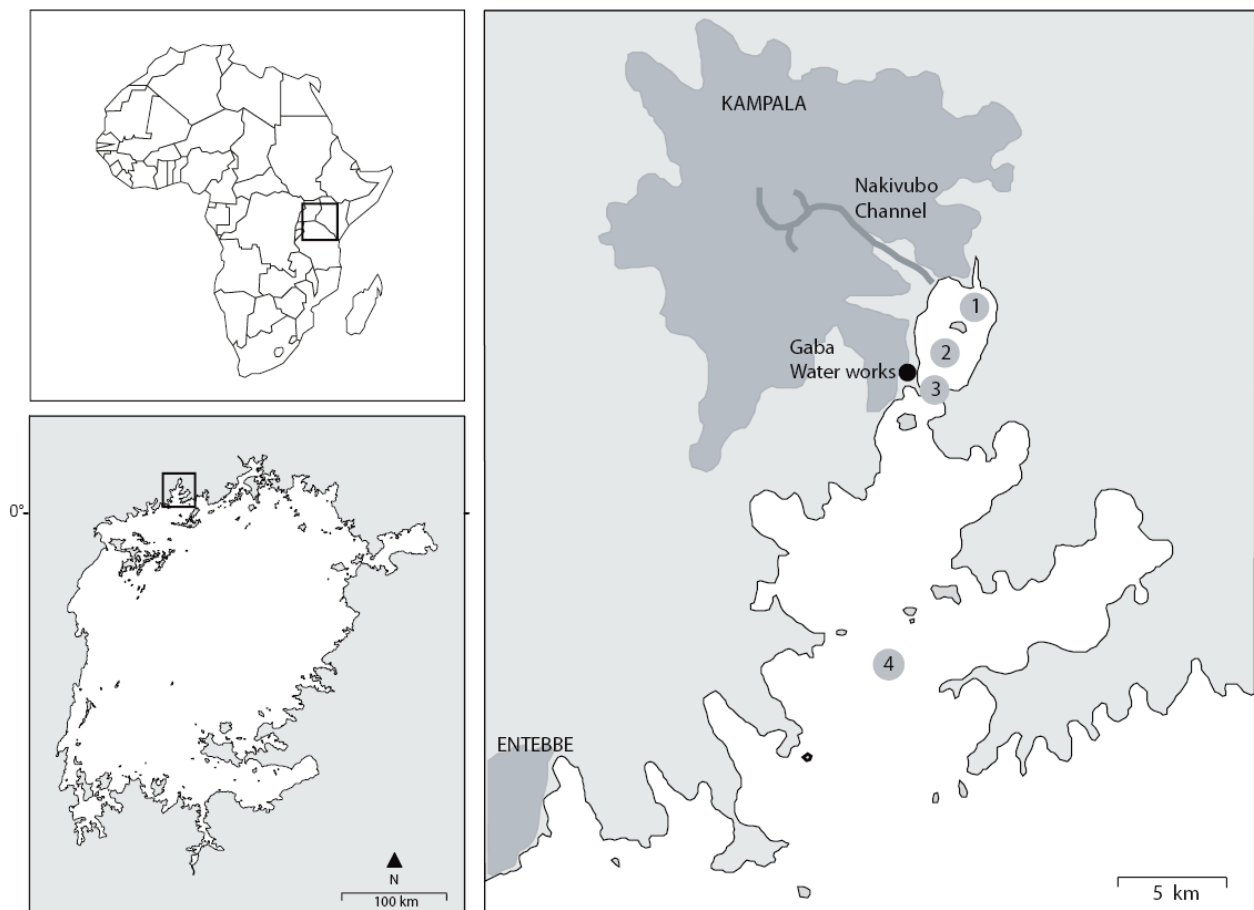 0°
N
100 km
KAMPALA
Nakivubo
Channel
1
2
Gaba
Water works
3
4
ENTEBBE
5 km